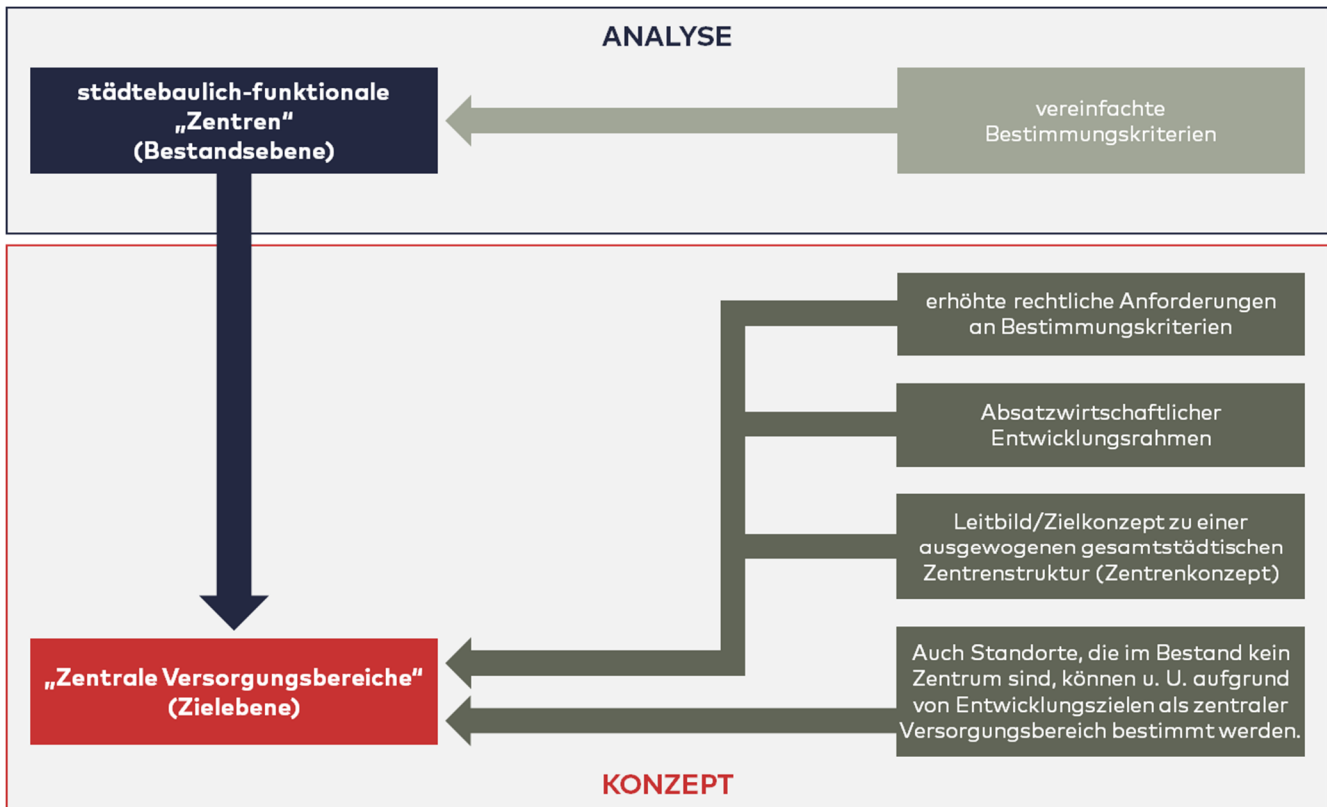 ANALYSE
städtebaulich-funktionale
„Zentren“
(Bestandsebene)
vereinfachte
Bestimmungskriterien
erhöhte rechtliche Anforderungen
an Bestimmungskriterien
Absatzwirtschaftlicher
Entwicklungsrahmen
Leitbild/Zielkonzept zu einer
ausgewogenen gesamtstädtischen
Zentrenstruktur (Zentrenkonzept)
„Zentrale Versorgungsbereiche“
(Zielebene)
Auch Standorte, die im Bestand kein
Zentrum sind, können u. U. aufgrund
von Entwicklungszielen als zentraler
Versorgungsbereich bestimmt werden.
KONZEPT